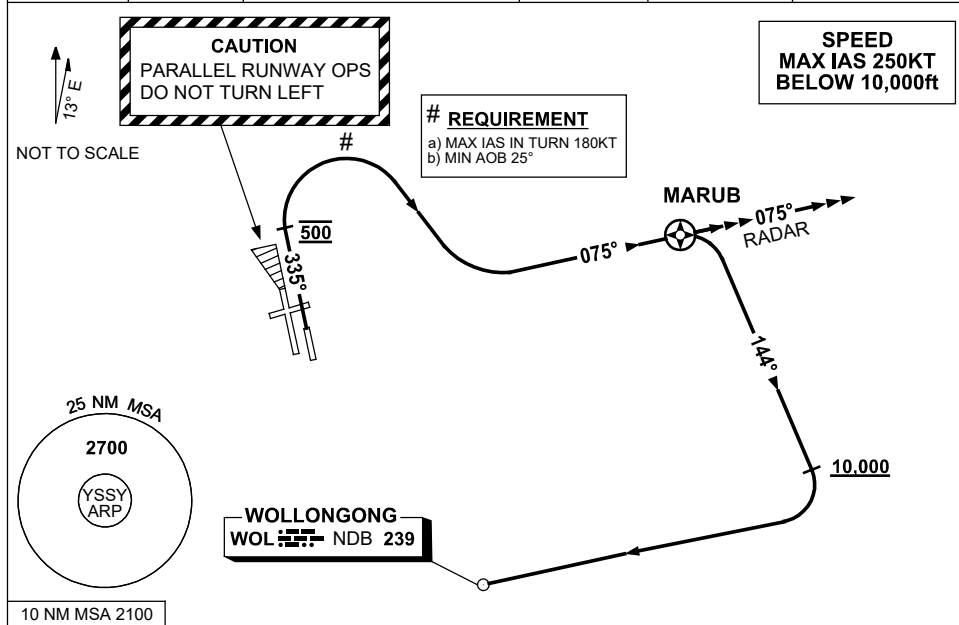 CAUTION
PARALLEL RUNWAY OPS
DO NOT TURN LEFT
SPEED
MAX IAS 250KT
BELOW 10,000ft
13° E
NOT TO SCALE
# REQUIREMENT
a) MAX IAS IN TURN 180KT
b) MIN AOB 25°
#
500
335°
075°
MARUB
075°
RADAR
144°
10,000
25 NM MSA
2700
YSSY
ARP
WOLLONGONG
WOL NDB 239
10 NM MSA 2100